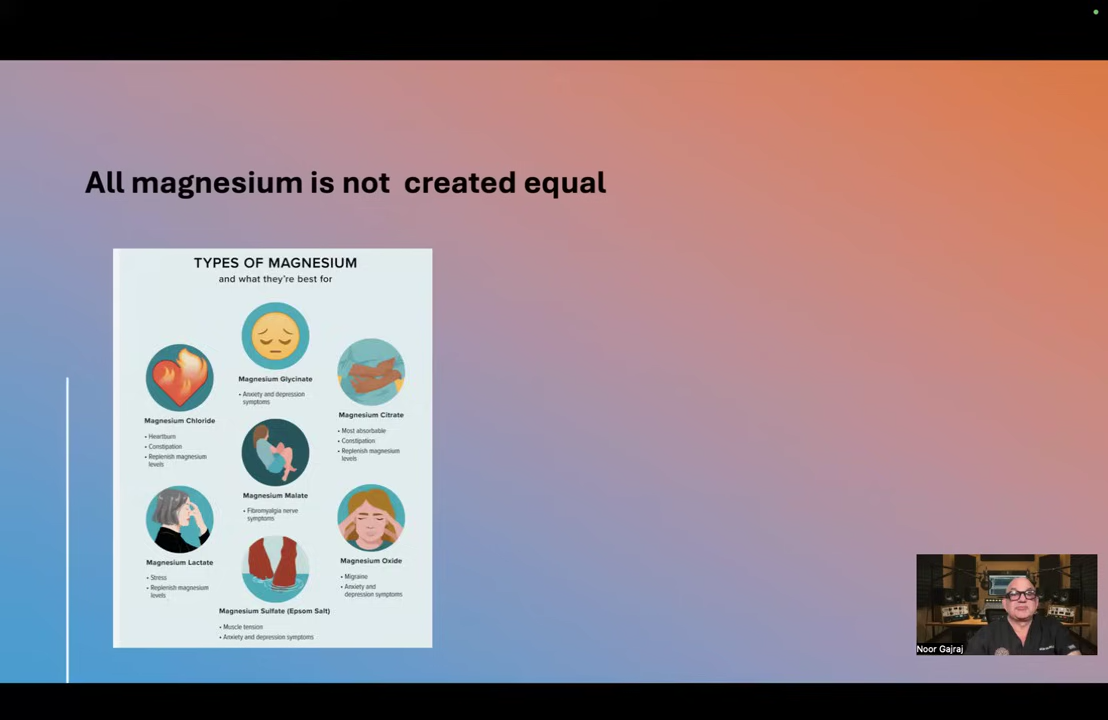 All magnesium is not  created equal
TYPES OF MAGNESIUM
and what they're best for
Magnesium Glycinate
• Anxiety and depression
symptoms
Magnesium Chloride
• Heartburn
• Constipation
• Replenish magnesium
levels
Magnesium Citrate
• Most absorbable
• Constipation
• Replenish magnesium
levels
Magnesium Malate
• Fibromyalgia nerve
symptoms
Magnesium Lactate
• Stress
• Replenish magnesium
levels
Magnesium Oxide
• Migraine
• Anxiety and
depression symptoms
Magnesium Sulfate (Epsom Salt)
• Muscle tension
• Anxiety and depression symptoms
Noor Gajraj